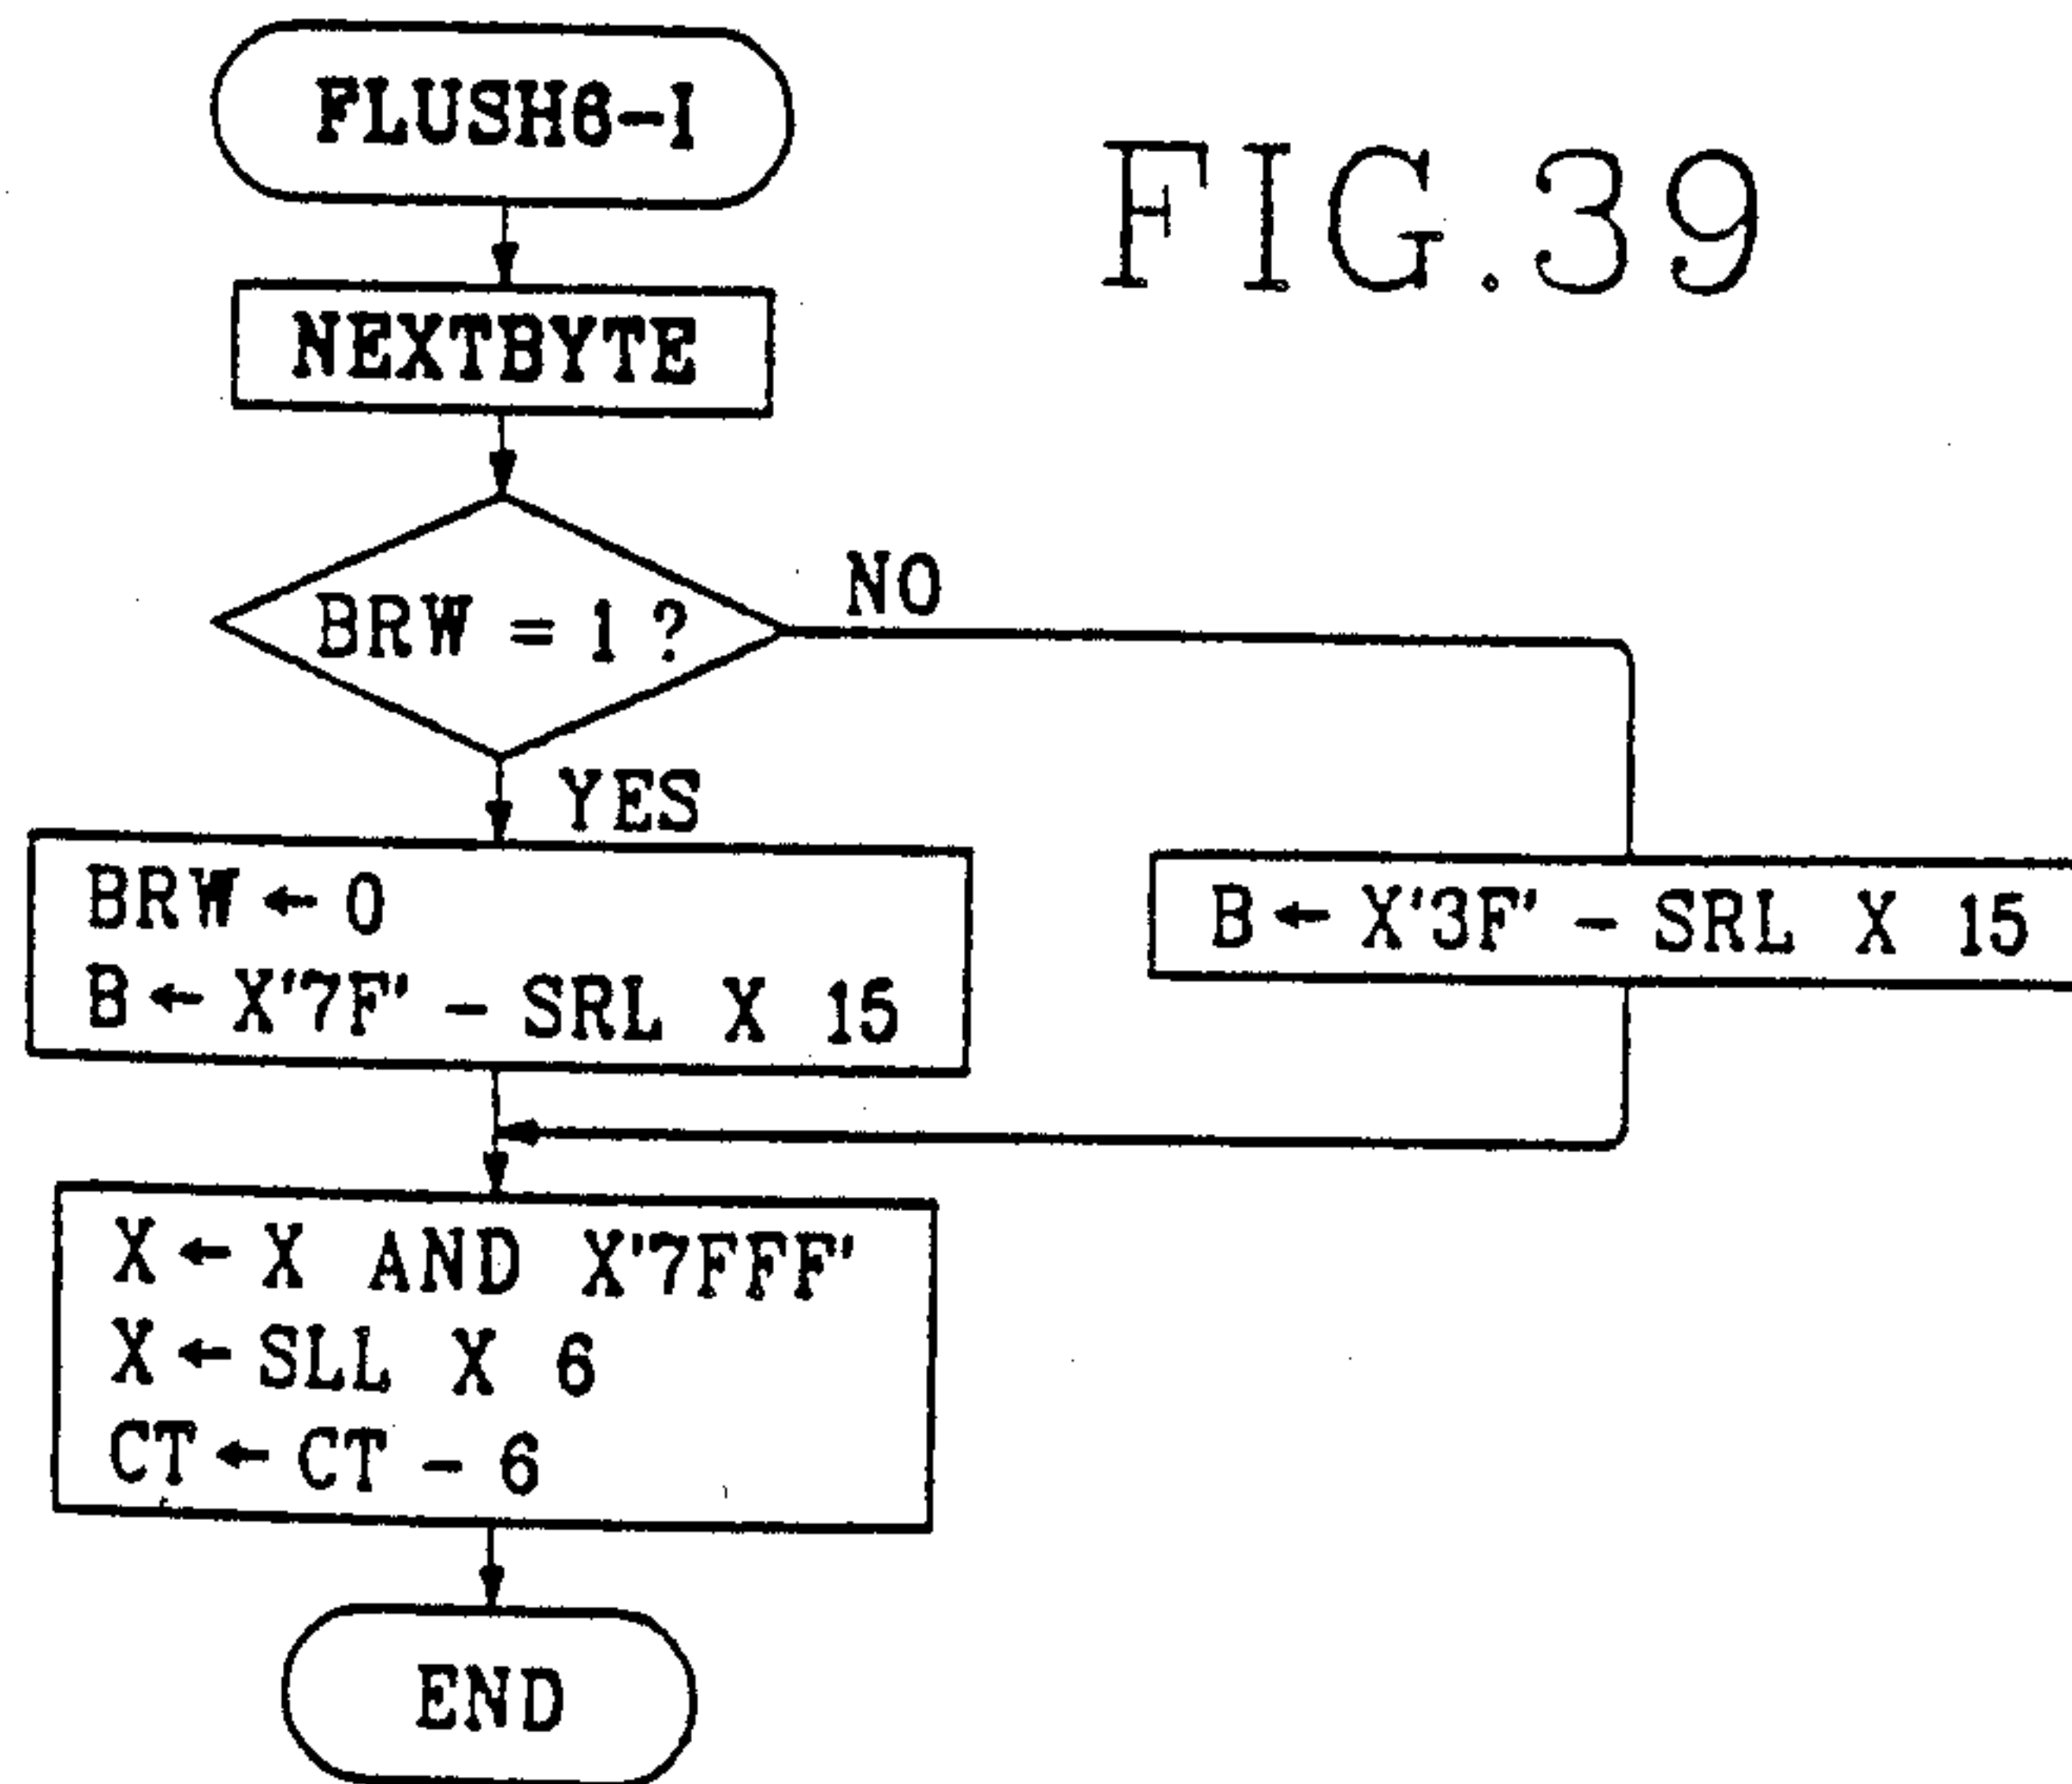 FLUSH6-I
FIG.39
NEXTBYTE
BRW = 1 ?
NO
YES
BRW ← 0
B ← X'7F' - SRL X 15
B ← X'3F' - SRL X 15
X ← X AND X'7FFF'
X ← SLL X 6
CT ← CT - 6
END